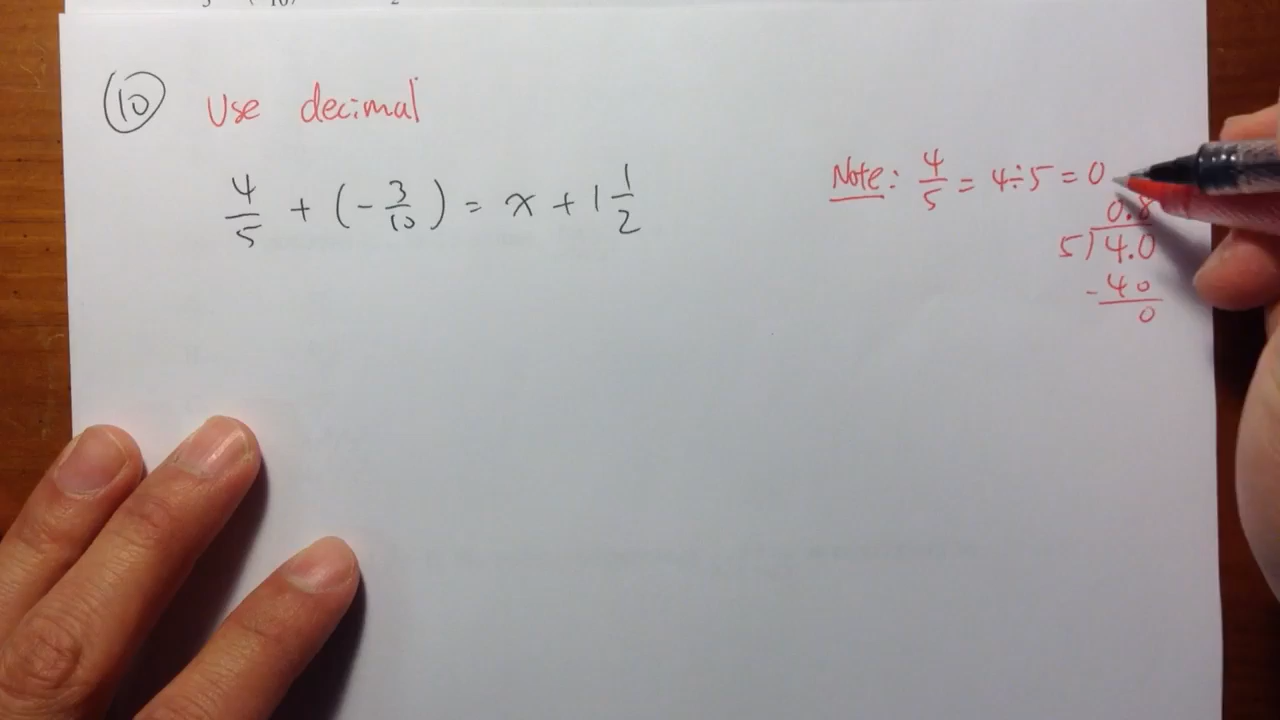 10 Use decimal
4/5 + (-3/10) = x + 1 1/2
Note: 4/5 = 4÷5 = 0
0.8
5)4.0
-40
0